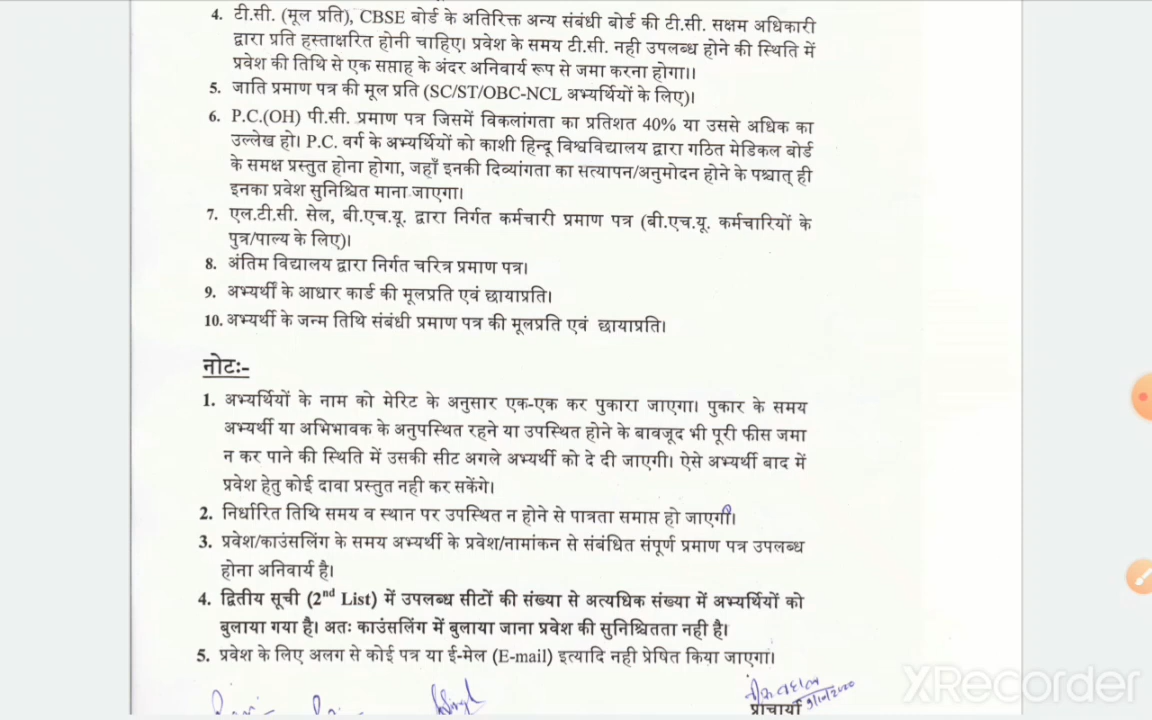 4. टी.सी. (मूल प्रति), CBSE बोर्ड के अतिरिक्त अन्य संबंधी बोर्ड की टी.सी. सक्षम अधिकारी
द्वारा प्रति हस्ताक्षरित होनी चाहिए। प्रवेश के समय टी.सी. नही उपलब्ध होने की स्थिति में
प्रवेश की तिथि से एक सप्ताह के अंदर अनिवार्य रूप से जमा करना होगा।।
5. जाति प्रमाण पत्र की मूल प्रति (SC/ST/OBC-NCL अभ्यर्थियों के लिए)।
6. P.C.(OH) पी.सी. प्रमाण पत्र जिसमें विकलांगता का प्रतिशत 40% या उससे अधिक का
उल्लेख हो। P.C. वर्ग के अभ्यर्थियों को काशी हिन्दू विश्वविद्यालय द्वारा गठित मेडिकल बोर्ड
के समक्ष प्रस्तुत होना होगा, जहाँ इनकी दिव्यांगता का सत्यापन/अनुमोदन होने के पश्चात् ही
इनका प्रवेश सुनिश्चित माना जाएगा।
7. एल.टी.सी. सेल, बी.एच.यू. द्वारा निर्गत कर्मचारी प्रमाण पत्र (बी.एच.यू. कर्मचारियों के
पुत्र/पाल्य के लिए)।
8. अंतिम विद्यालय द्वारा निर्गत चरित्र प्रमाण पत्र।
9. अभ्यर्थी के आधार कार्ड की मूलप्रति एवं छायाप्रति।
10. अभ्यर्थी के जन्म तिथि संबंधी प्रमाण पत्र की मूलप्रति एवं छायाप्रति।
नोटः-
1. अभ्यर्थियों के नाम को मेरिट के अनुसार एक-एक कर पुकारा जाएगा। पुकार के समय
अभ्यर्थी या अभिभावक के अनुपस्थित रहने या उपस्थित होने के बावजूद भी पूरी फीस जमा
न कर पाने की स्थिति में उसकी सीट अगले अभ्यर्थी को दे दी जाएगी। ऐसे अभ्यर्थी बाद में
प्रवेश हेतु कोई दावा प्रस्तुत नही कर सकेंगे।
2. निर्धारित तिथि समय व स्थान पर उपस्थित न होने से पात्रता समाप्त हो जाएगी।
3. प्रवेश/काउंसलिंग के समय अभ्यर्थी के प्रवेश/नामांकन से संबंधित संपूर्ण प्रमाण पत्र उपलब्ध
होना अनिवार्य है।
4. द्वितीय सूची (2nd List) में उपलब्ध सीटों की संख्या से अत्यधिक संख्या में अभ्यर्थियों को
बुलाया गया है। अतः काउंसलिंग में बुलाया जाना प्रवेश की सुनिश्चितता नही है।
5. प्रवेश के लिए अलग से कोई पत्र या ई-मेल (E-mail) इत्यादि नही प्रेषित किया जाएगा।
प्राचार्या
XRecorder